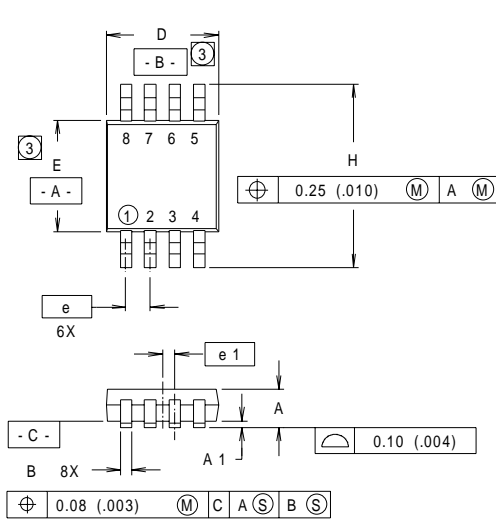 D
- B -
3
8 7 6 5
3
E
- A -
H
⌖ 0.25 (.010) Ⓜ A Ⓜ
1 2 3 4
e
6X
e 1
A
- C -
A 1
⌓ 0.10 (.004)
B 8X
⌖ 0.08 (.003) Ⓜ C A Ⓢ B Ⓢ